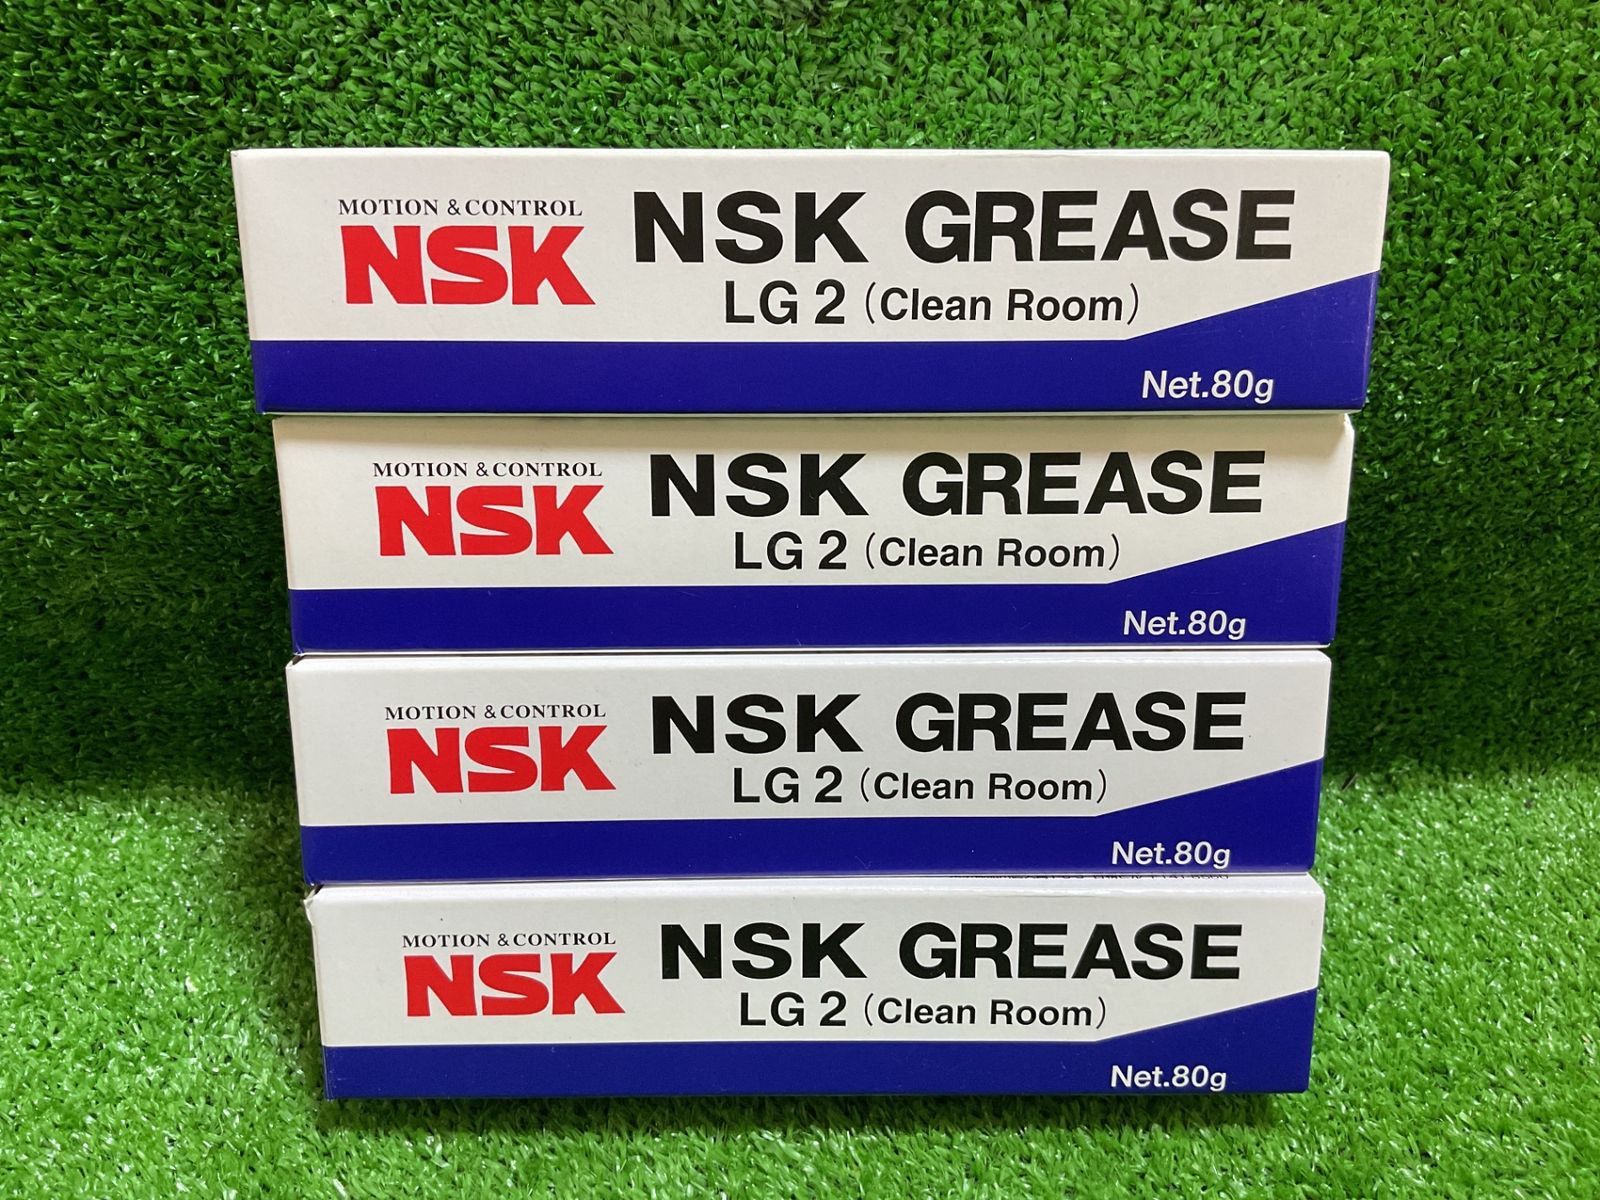 MOTION & CONTROL
NSK
NSK GREASE
LG 2 (Clean Room)
Net.80g
MOTION & CONTROL
NSK
NSK GREASE
LG 2 (Clean Room)
Net.80g
MOTION & CONTROL
NSK
NSK GREASE
LG 2 (Clean Room)
Net.80g
MOTION & CONTROL
NSK
NSK GREASE
LG 2 (Clean Room)
Net.80g